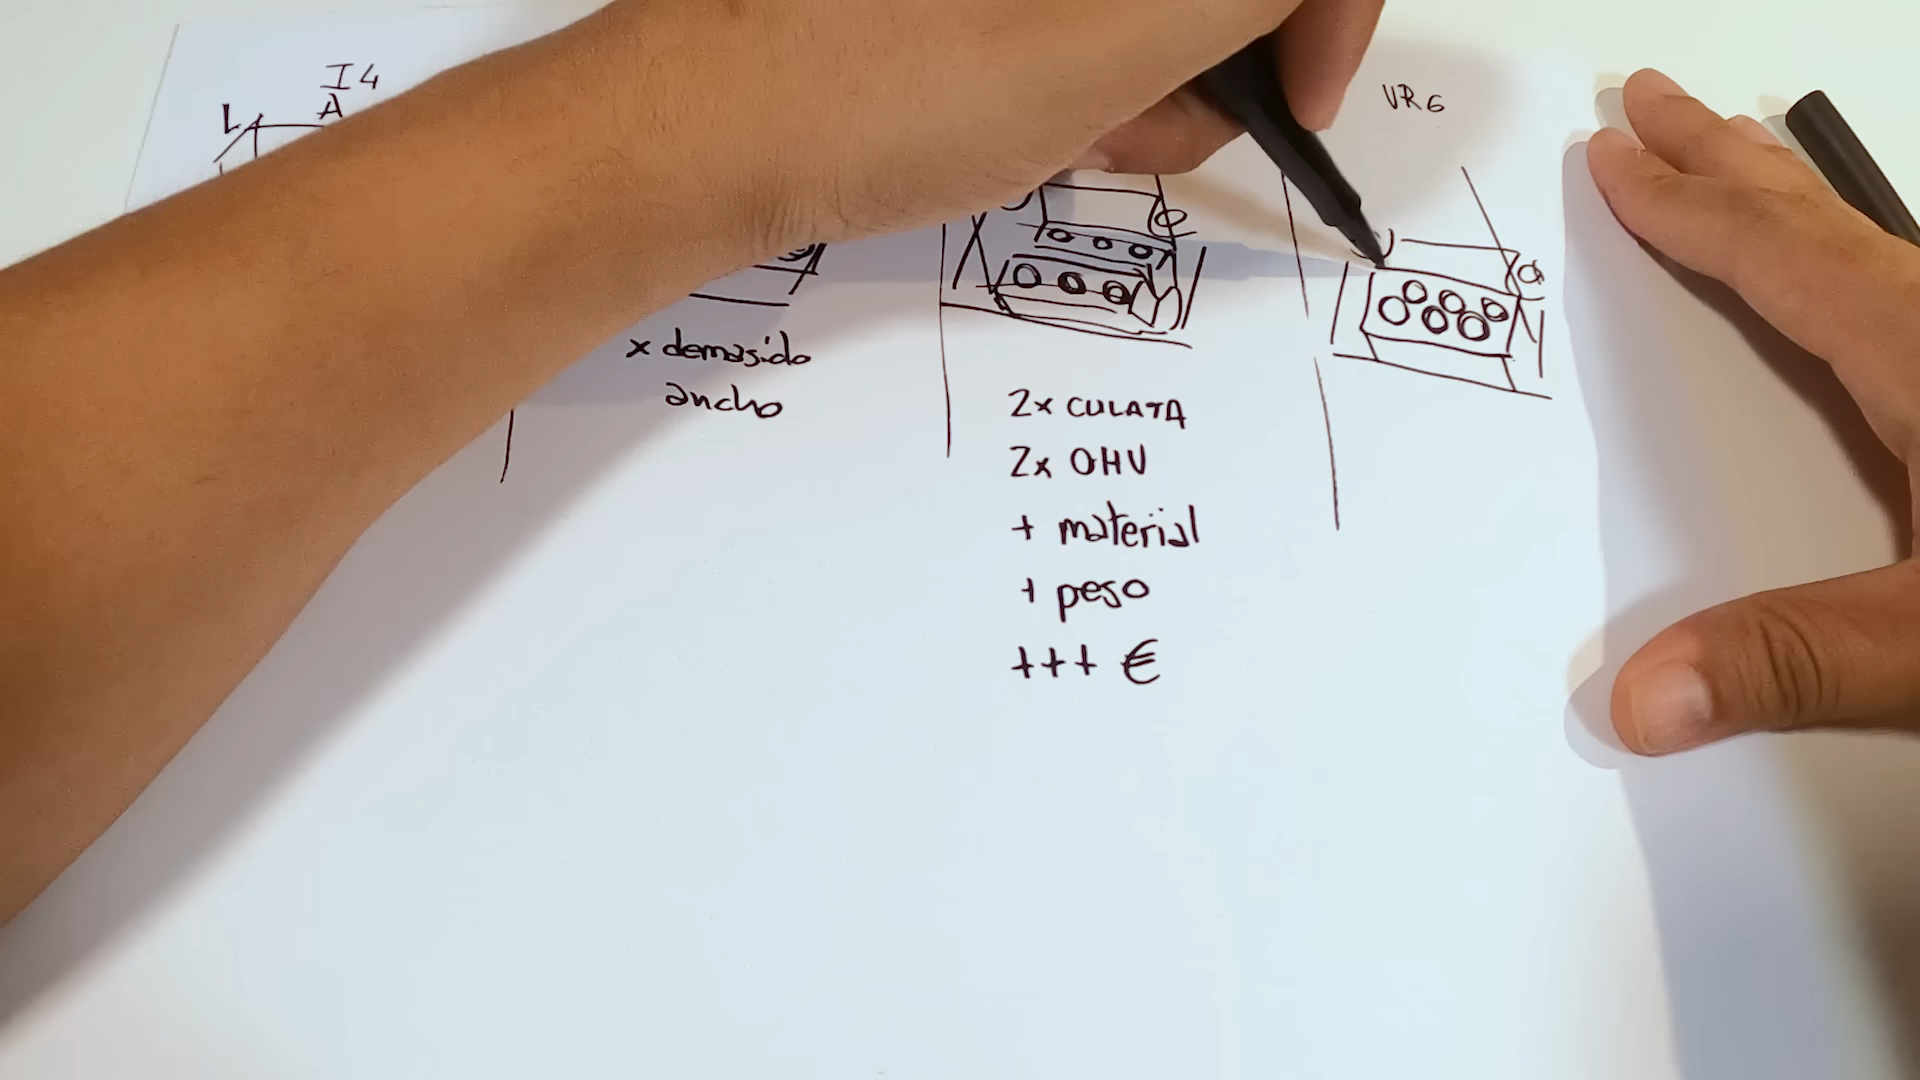 I4
L A
VR6
x demasido
ancho
2x CULATA
2x OHV
+ material
+ peso
+++ €